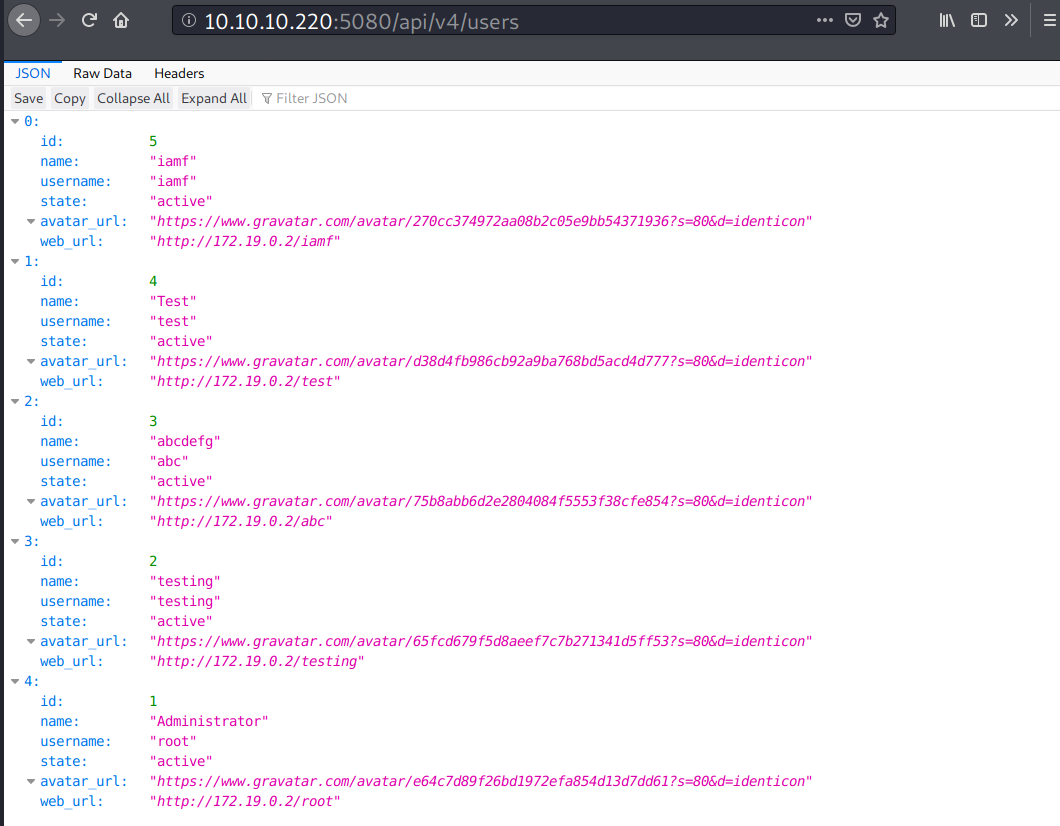 10.10.10.220:5080/api/v4/users
JSON Raw Data Headers
Save Copy Collapse All Expand All Filter JSON
0:
id: 5
name: "iamf"
username: "iamf"
state: "active"
avatar_url: "https://www.gravatar.com/avatar/270cc374972aa08b2c05e9bb54371936?s=80&d=identicon"
web_url: "http://172.19.0.2/iamf"
1:
id: 4
name: "Test"
username: "test"
state: "active"
avatar_url: "https://www.gravatar.com/avatar/d38d4fb986cb92a9ba768bd5acd4d777?s=80&d=identicon"
web_url: "http://172.19.0.2/test"
2:
id: 3
name: "abcdefg"
username: "abc"
state: "active"
avatar_url: "https://www.gravatar.com/avatar/75b8abb6d2e2804084f5553f38cfe854?s=80&d=identicon"
web_url: "http://172.19.0.2/abc"
3:
id: 2
name: "testing"
username: "testing"
state: "active"
avatar_url: "https://www.gravatar.com/avatar/65fcd679f5d8aeef7c7b271341d5ff53?s=80&d=identicon"
web_url: "http://172.19.0.2/testing"
4:
id: 1
name: "Administrator"
username: "root"
state: "active"
avatar_url: "https://www.gravatar.com/avatar/e64c7d89f26bd1972efa854d13d7dd61?s=80&d=identicon"
web_url: "http://172.19.0.2/root"